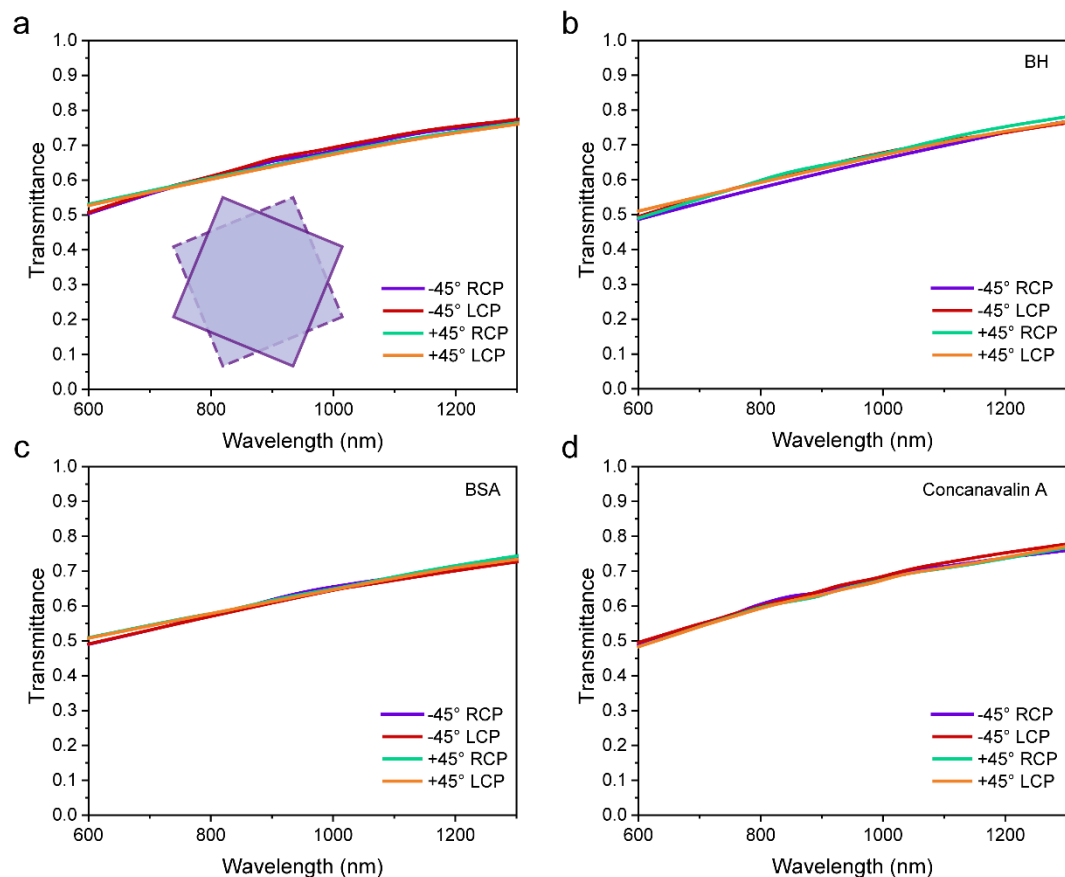 a
1.0
0.9
0.8
0.7
0.6
0.5
0.4
0.3
0.2
0.1
0.0
Transmittance
-45° RCP
-45° LCP
+45° RCP
+45° LCP
600
800
1000
1200
Wavelength (nm)
b
BH
1.0
0.9
0.8
0.7
0.6
0.5
0.4
0.3
0.2
0.1
0.0
Transmittance
-45° RCP
-45° LCP
+45° RCP
+45° LCP
600
800
1000
1200
Wavelength (nm)
c
BSA
1.0
0.9
0.8
0.7
0.6
0.5
0.4
0.3
0.2
0.1
0.0
Transmittance
-45° RCP
-45° LCP
+45° RCP
+45° LCP
600
800
1000
1200
Wavelength (nm)
d
Concanavalin A
1.0
0.9
0.8
0.7
0.6
0.5
0.4
0.3
0.2
0.1
0.0
Transmittance
-45° RCP
-45° LCP
+45° RCP
+45° LCP
600
800
1000
1200
Wavelength (nm)